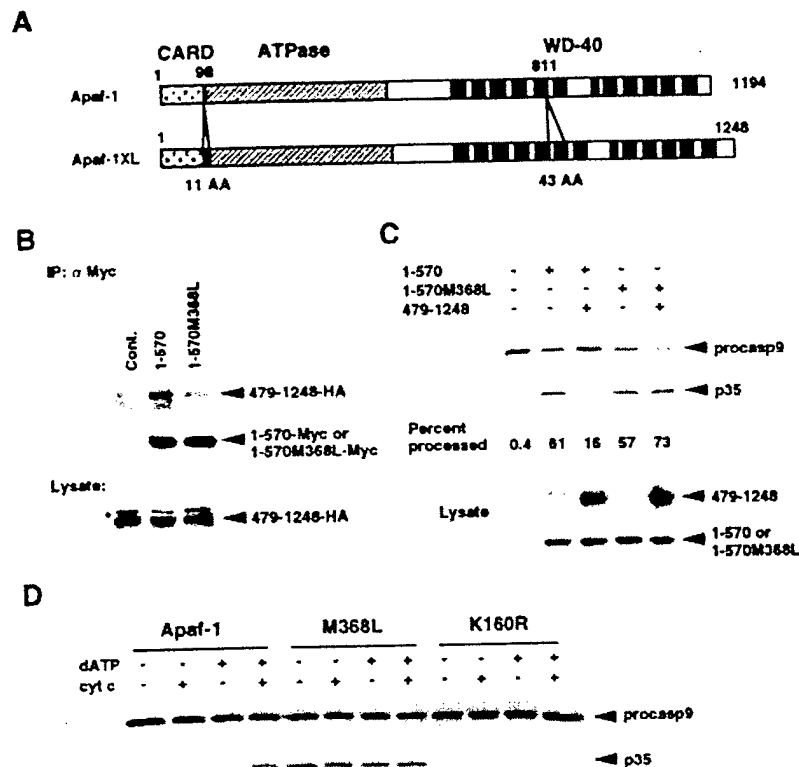 A
CARD ATPase WD-40
1 98 811
Apaf-1 1194
1 1248
Apaf-1XL
11 AA 43 AA
B
IP: α Myc
Cont.
1-570
1-570M368L
479-1248-HA
1-570-Myc or
1-570M368L-Myc
Lysate:
* 479-1248-HA
C
1-570 - + + - -
1-570M368L - - - + +
479-1248 - - + - +
procasp9
p35
Percent
processed 0.4 61 16 57 73
479-1248
Lysate
1-570 or
1-570M368L
D
Apaf-1 M368L K160R
dATP - - + + - - + + - - + +
cyt c - + - + - + - + - + - +
procasp9
p35